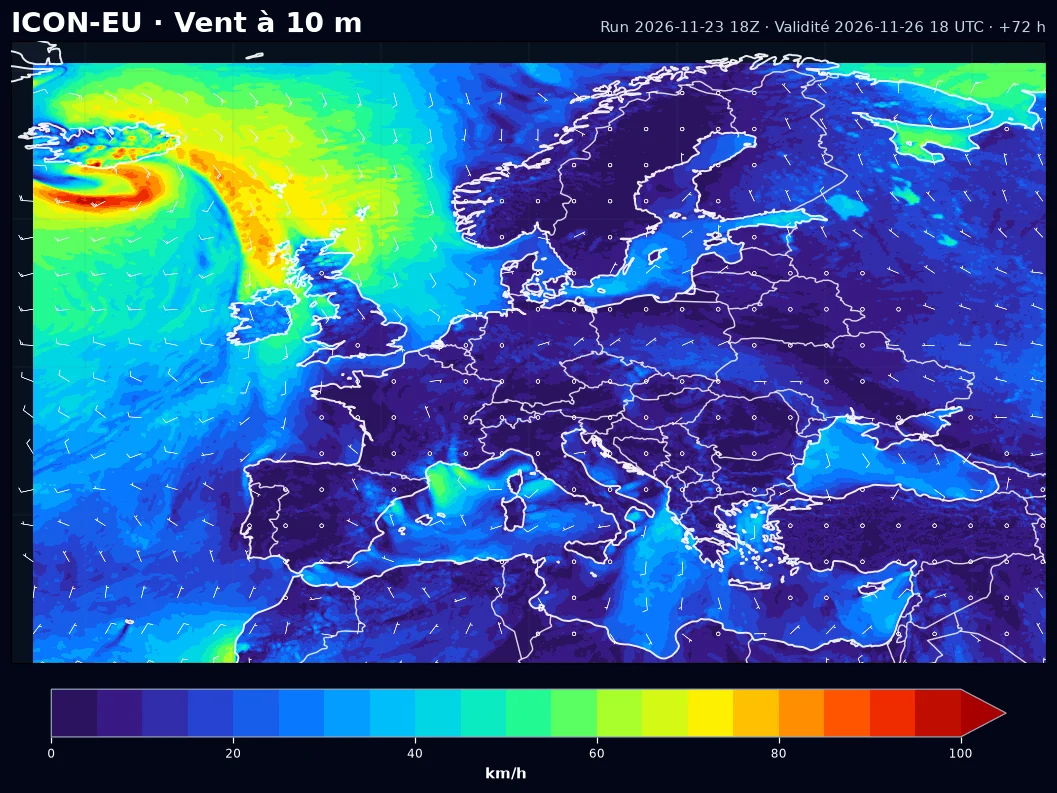 ICON-EU · Vent à 10 m
Run 2026-11-23 18Z · Validité 2026-11-26 18 UTC · +72 h
0 20 40 60 80 100
km/h